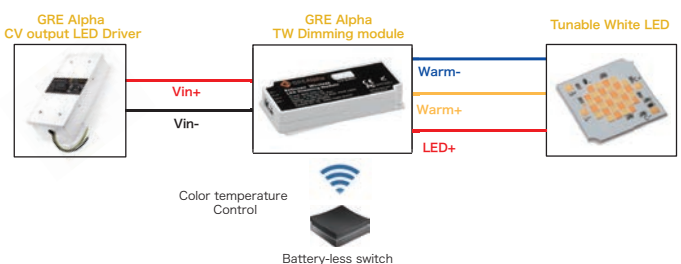 GRE Alpha
CV output LED Driver
GRE Alpha
TW Dimming module
Tunable White LED
Vin+
Vin-
Warm-
Warm+
LED+
Color temperature
Control
Battery-less switch